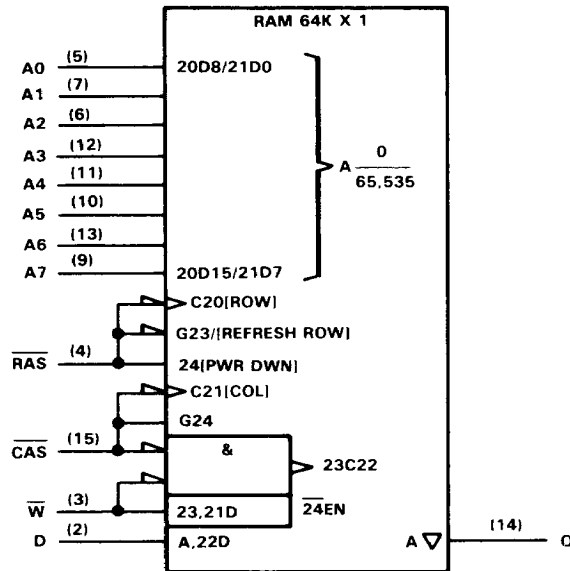 RAM 64K X 1
A0 (5) 20D8/21D0
A1 (7)
A2 (6)
A3 (12)
A4 (11)
A5 (10)
A6 (13)
A7 (9) 20D15/21D7
A 0
65,535
C20[ROW]
G23/[REFRESH ROW]
RAS (4) 24[PWR DWN]
C21[COL]
G24
CAS (15) &
23C22
W (3) 23,21D 24EN
D (2) A,22D A (14) Q